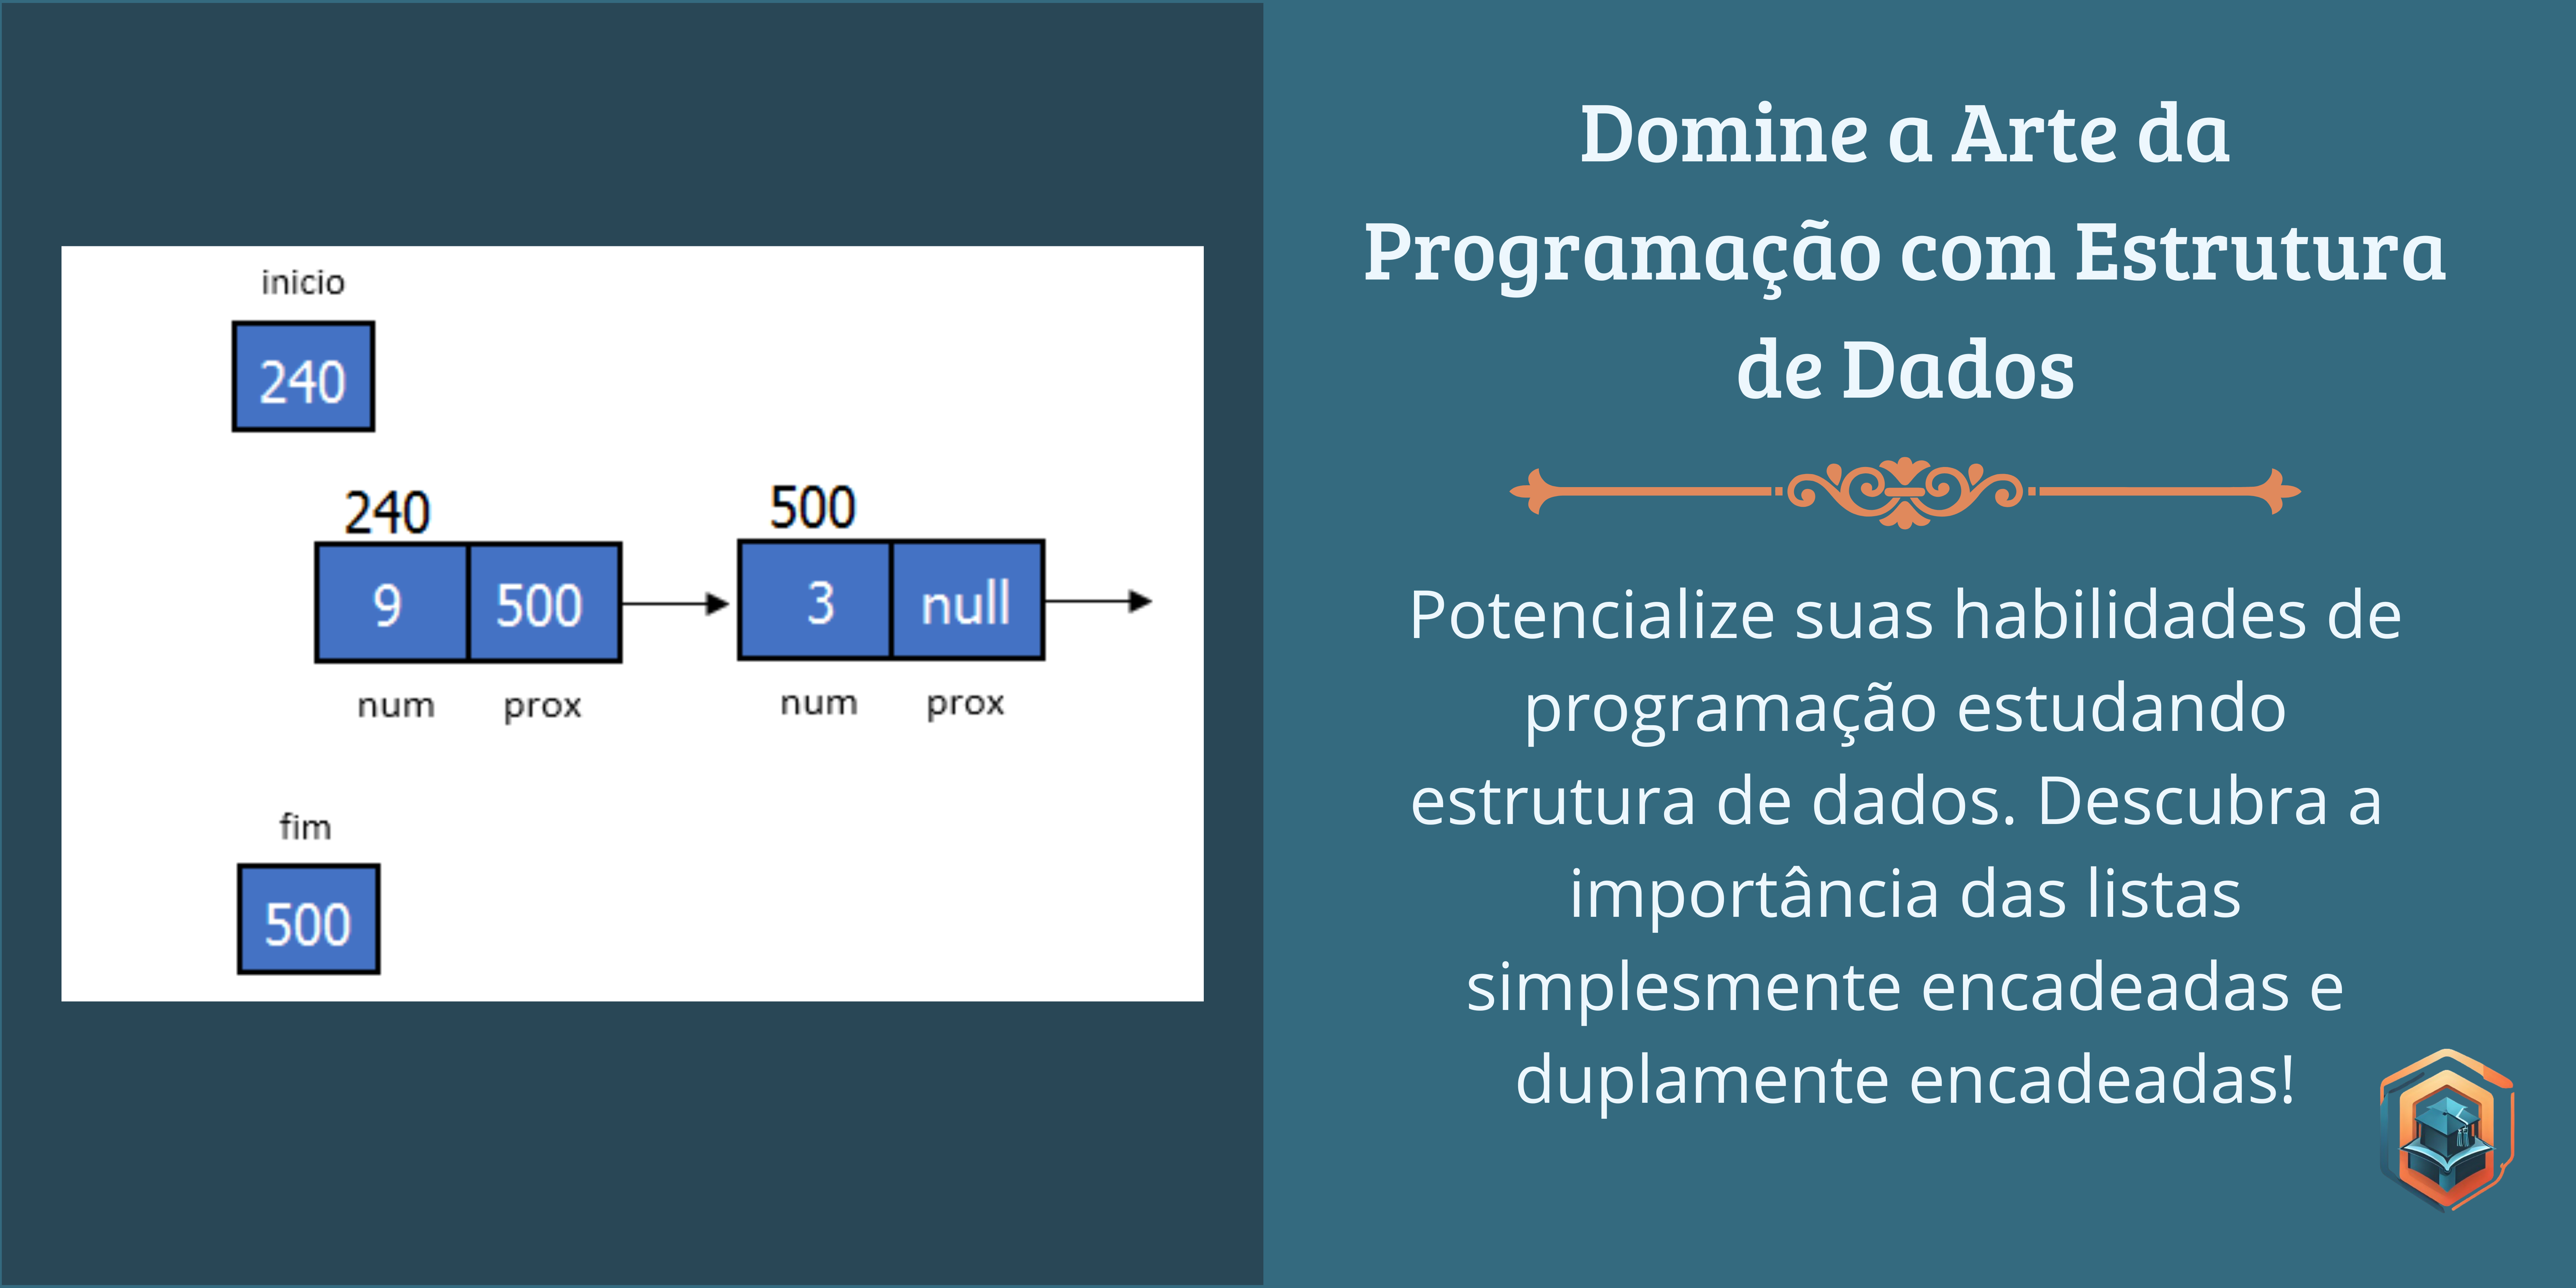 inicio
240
240
500
9 500
3 null
num prox
num prox
fim
500
Domine a Arte da
Programação com Estrutura
de Dados
Potencialize suas habilidades de
programação estudando
estrutura de dados. Descubra a
importância das listas
simplesmente encadeadas e
duplamente encadeadas!